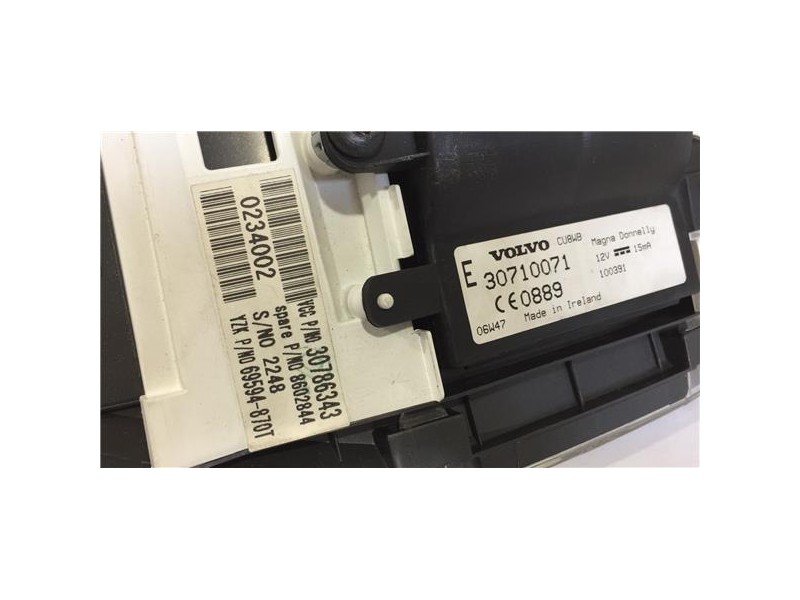 0234002
VCC P/NO 30786343
spare P/NO 8602844
S/NO 2248
YZK P/NO 69594-870T
E VOLVO CU8WB Magna Donnelly
30710071 12V 15mA
CE0889 100391
06W47 Made in Ireland